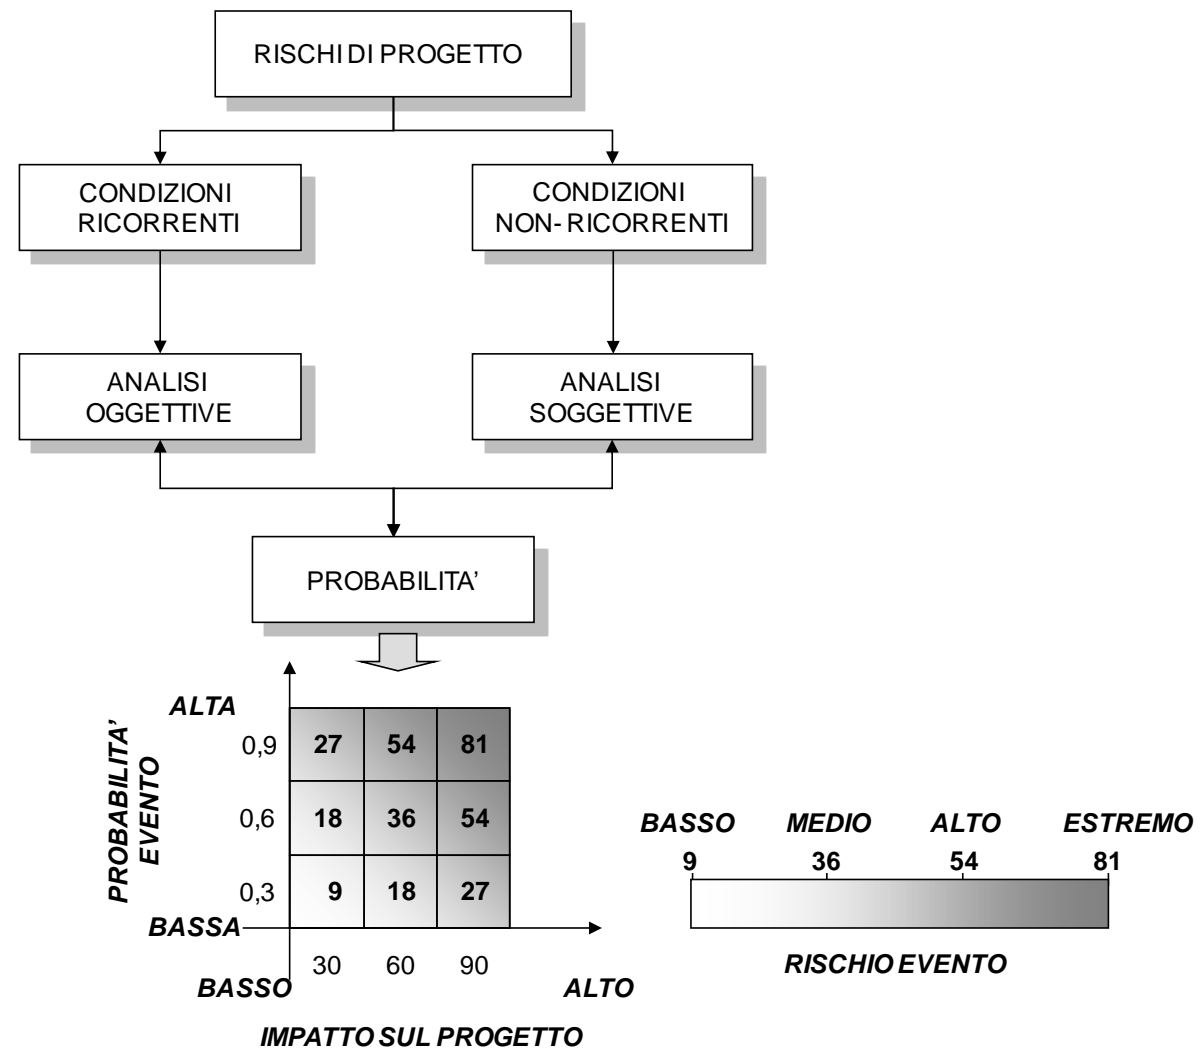 RISCHI DI PROGETTO
CONDIZIONI
RICORRENTI
CONDIZIONI
NON- RICORRENTI
ANALISI
OGGETTIVE
ANALISI
SOGGETTIVE
PROBABILITA'
PROBABILITA'
EVENTO
ALTA
0,9
27 54 81
0,6
18 36 54
0,3
9 18 27
BASSA
30 60 90
BASSO
ALTO
IMPATTO SUL PROGETTO
BASSO MEDIO ALTO ESTREMO
9 36 54 81
RISCHIO EVENTO